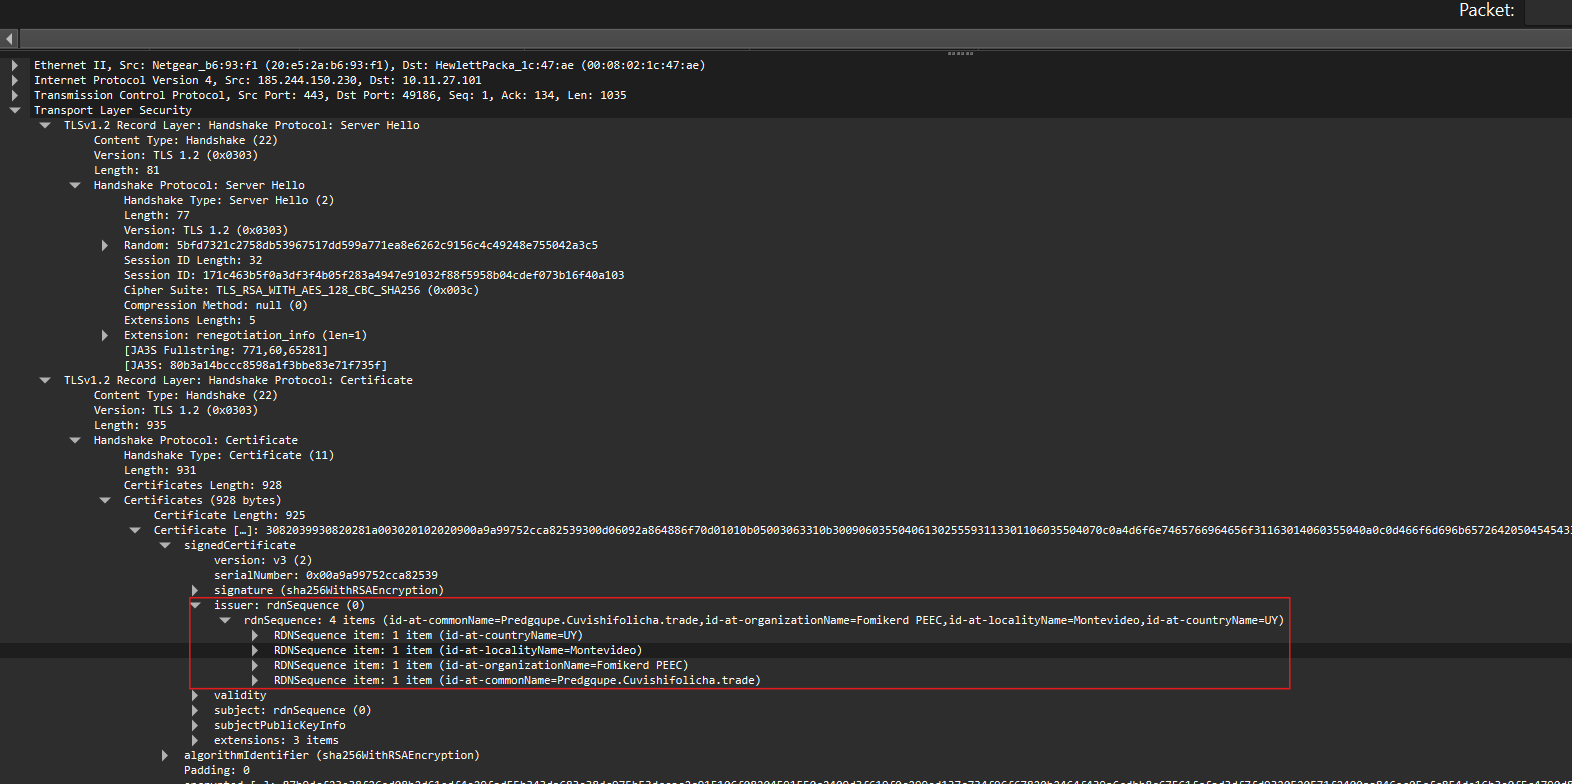 Packet:
Ethernet II, Src: Netgear_b6:93:f1 (20:e5:2a:b6:93:f1), Dst: HewlettPacka_1c:47:ae (00:08:02:1c:47:ae)
Internet Protocol Version 4, Src: 185.244.150.230, Dst: 10.11.27.101
Transmission Control Protocol, Src Port: 443, Dst Port: 49186, Seq: 1, Ack: 134, Len: 1035
Transport Layer Security
TLSv1.2 Record Layer: Handshake Protocol: Server Hello
Content Type: Handshake (22)
Version: TLS 1.2 (0x0303)
Length: 81
Handshake Protocol: Server Hello
Handshake Type: Server Hello (2)
Length: 77
Version: TLS 1.2 (0x0303)
Random: 5bfd7321c2758db53967517dd599a771ea8e6262c9156c4c49248e755042a3c5
Session ID Length: 32
Session ID: 171c463b5f0a3df3f4b05f283a4947e91032f88f5958b04cdef073b16f40a103
Cipher Suite: TLS_RSA_WITH_AES_128_CBC_SHA256 (0x003c)
Compression Method: null (0)
Extensions Length: 5
Extension: renegotiation_info (len=1)
[JA3S Fullstring: 771,60,65281]
[JA3S: 80b3a14bccc8598a1f3bbe83e71f735f]
TLSv1.2 Record Layer: Handshake Protocol: Certificate
Content Type: Handshake (22)
Version: TLS 1.2 (0x0303)
Length: 935
Handshake Protocol: Certificate
Handshake Type: Certificate (11)
Length: 931
Certificates Length: 928
Certificates (928 bytes)
Certificate Length: 925
Certificate […]: 3082039930820281a003020102020900a9a99752cca82539300d06092a864886f70d01010b05003063310b3009060355040613025559311330110603550407 0c0a4d6f6e7465766964656f31163014060355040a0c0d466f6d696b657264205045454331
signedCertificate
version: v3 (2)
serialNumber: 0x00a9a99752cca82539
signature (sha256WithRSAEncryption)
issuer: rdnSequence (0)
rdnSequence: 4 items (id-at-commonName=Predgqupe.Cuvishifolicha.trade,id-at-organizationName=Fomikerd PEEC,id-at-localityName=Montevideo,id-at-countryName=UY)
RDNSequence item: 1 item (id-at-countryName=UY)
RDNSequence item: 1 item (id-at-localityName=Montevideo)
RDNSequence item: 1 item (id-at-organizationName=Fomikerd PEEC)
RDNSequence item: 1 item (id-at-commonName=Predgqupe.Cuvishifolicha.trade)
validity
subject: rdnSequence (0)
subjectPublicKeyInfo
extensions: 3 items
algorithmIdentifier (sha256WithRSAEncryption)
Padding: 0